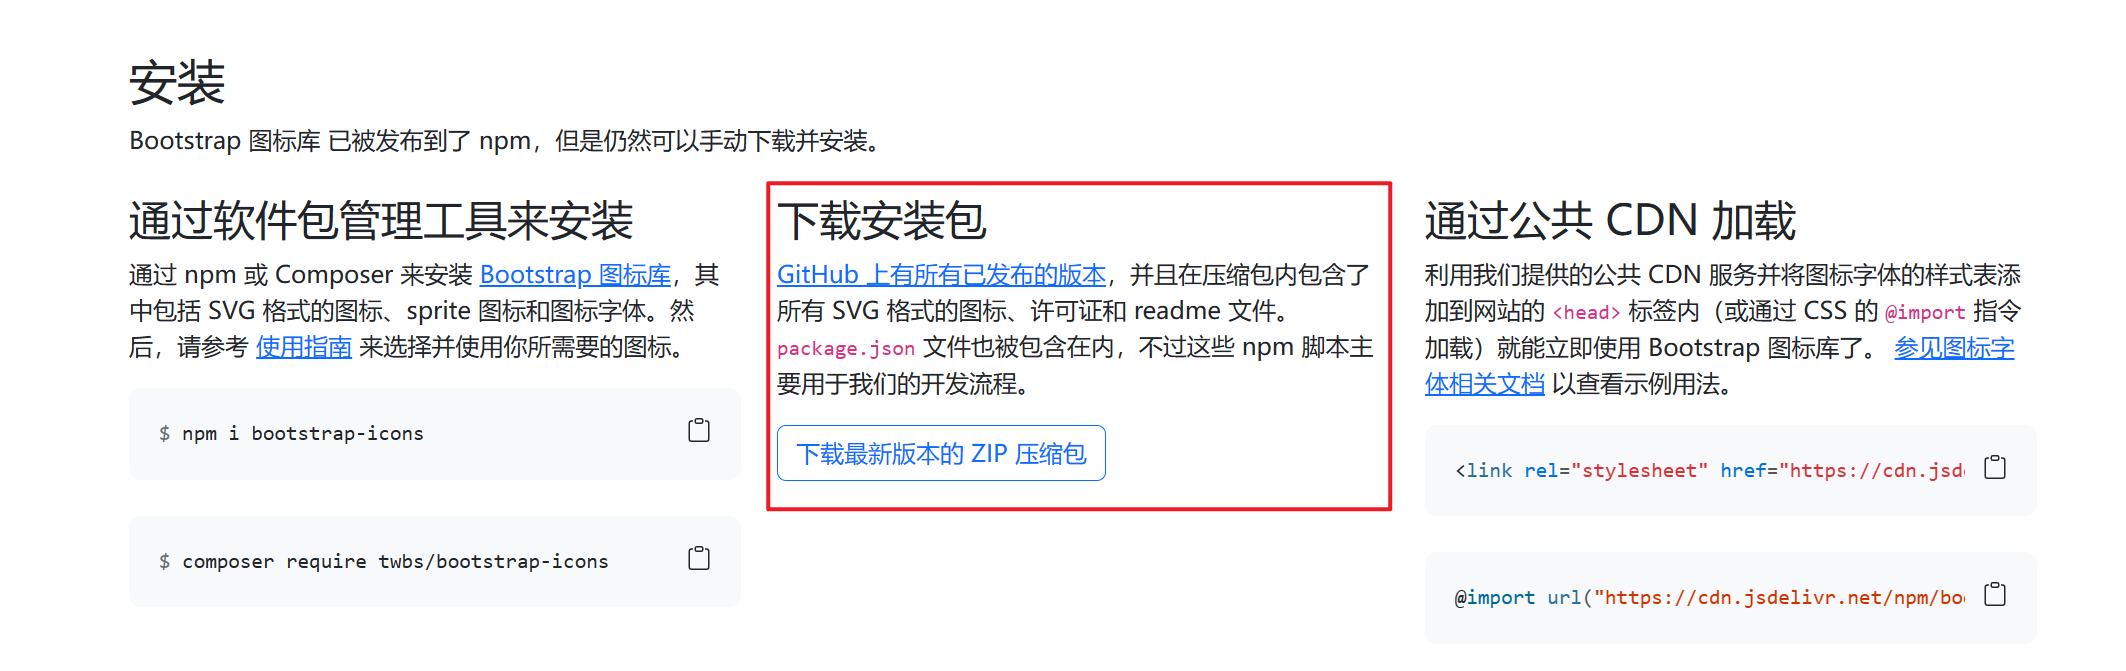 安装
Bootstrap 图标库 已被发布到了 npm，但是仍然可以手动下载并安装。
通过软件包管理工具来安装
通过 npm 或 Composer 来安装 Bootstrap 图标库，其
中包括 SVG 格式的图标、sprite 图标和图标字体。然
后，请参考 使用指南 来选择并使用你所需要的图标。
$ npm i bootstrap-icons
$ composer require twbs/bootstrap-icons
下载安装包
GitHub 上有所有已发布的版本，并且在压缩包内包含了
所有 SVG 格式的图标、许可证和 readme 文件。
package.json 文件也被包含在内，不过这些 npm 脚本主
要用于我们的开发流程。
下载最新版本的 ZIP 压缩包
通过公共 CDN 加载
利用我们提供的公共 CDN 服务并将图标字体的样式表添
加到网站的 <head> 标签内（或通过 CSS 的 @import 指令
加载）就能立即使用 Bootstrap 图标库了。 参见图标字
体相关文档 以查看示例用法。
<link rel="stylesheet" href="https://cdn.jsd
@import url("https://cdn.jsdelivr.net/npm/bo